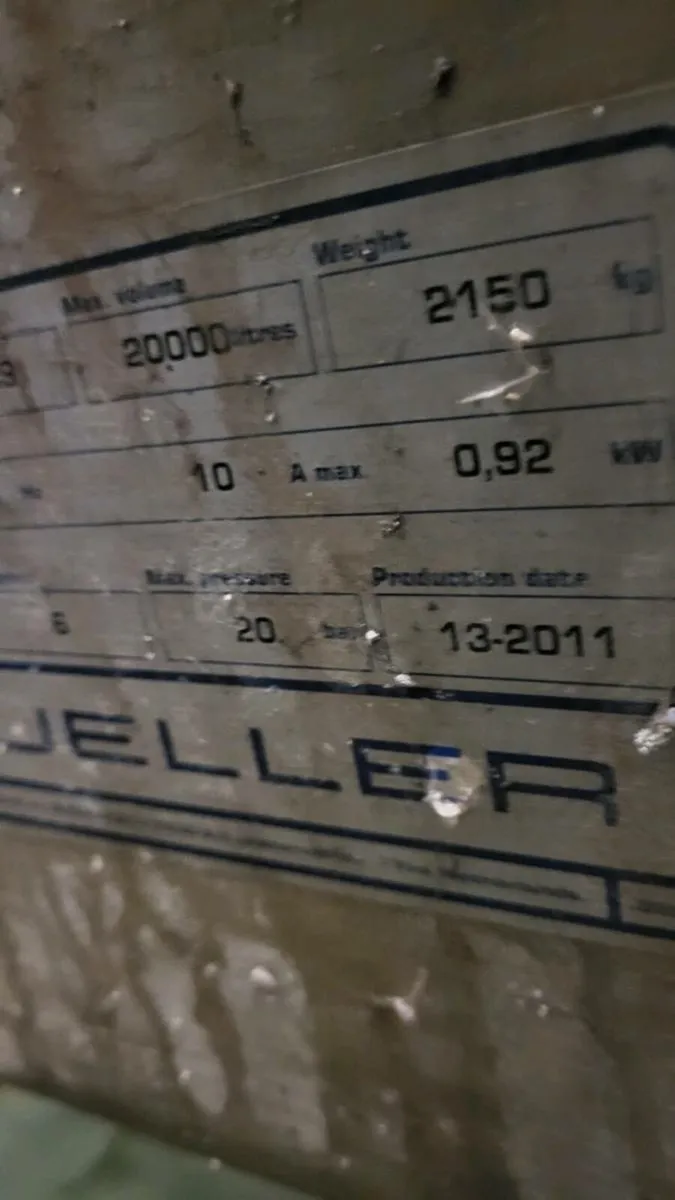 Max. volume Weight
20000 litres 2150 kg
10 A max 0,92 kW
Max. pressure Production date
6 20 bar 13-2011
UELLER